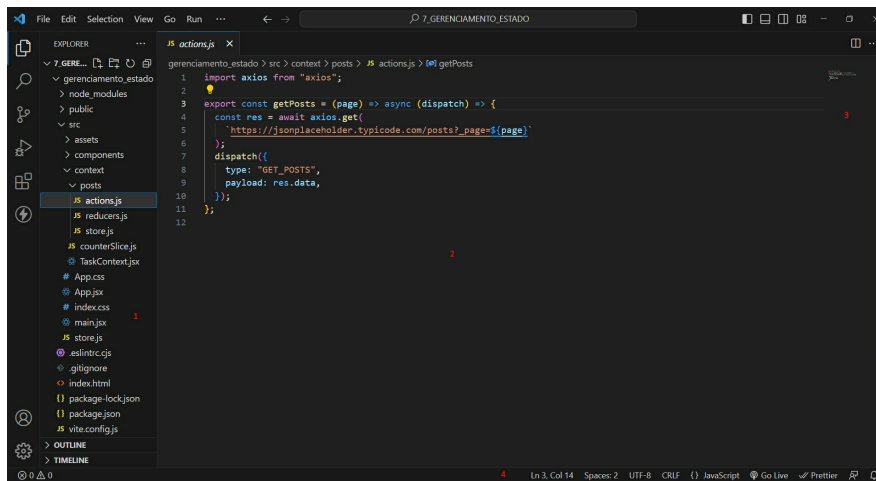 File Edit Selection View Go Run ··· 7_GERENCIAMENTO_ESTADO
EXPLORER ···
7_GERE...
gerenciamento_estado
node_modules
public
src
assets
components
context
posts
JS actions.js
JS reducers.js
JS store.js
JS counterSlice.js
TaskContext.jsx
# App.css
App.jsx
# index.css
main.jsx
1
JS store.js
.eslintrc.cjs
.gitignore
<> index.html
{} package-lock.json
{} package.json
JS vite.config.js
OUTLINE
TIMELINE
JS actions.js ×
gerenciamento_estado > src > context > posts > JS actions.js > getPosts
1 import axios from "axios";
2
3 export const getPosts = (page) => async (dispatch) => {
3
4 const res = await axios.get(
5 `https://jsonplaceholder.typicode.com/posts?_page=${page}`
6 );
7 dispatch({
8 type: "GET_POSTS",
9 payload: res.data,
10 });
11 };
12
2
0 0 4 Ln 3, Col 14 Spaces: 2 UTF-8 CRLF {} JavaScript Go Live Prettier